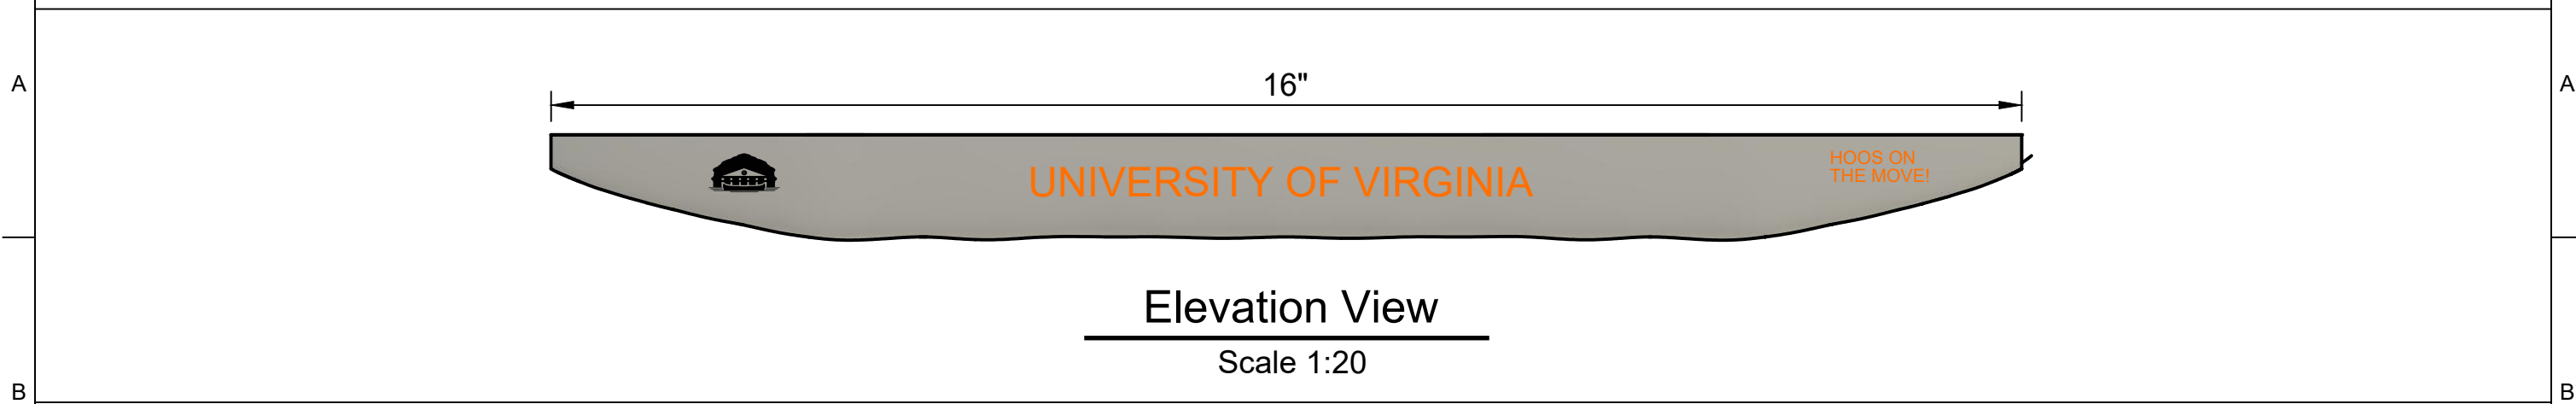 A
A
16"
UNIVERSITY OF VIRGINIA
HOOS ON
THE MOVE!
Elevation View
Scale 1:20
B
B